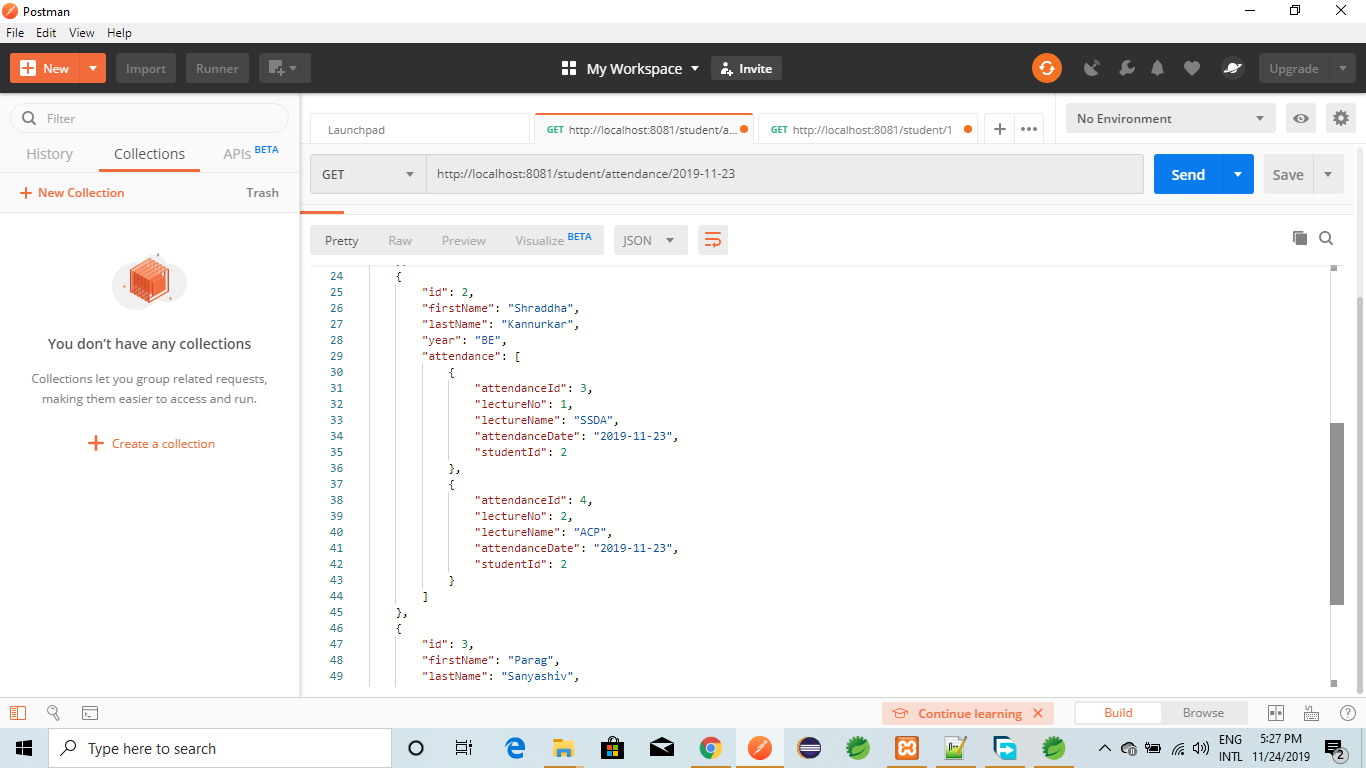 Postman
File Edit View Help
New Import Runner My Workspace Invite Upgrade
Filter
History Collections APIs BETA
New Collection Trash
You don't have any collections
Collections let you group related requests,
making them easier to access and run.
Create a collection
Launchpad GET http://localhost:8081/student/a... GET http://localhost:8081/student/1 + ••• No Environment
GET http://localhost:8081/student/attendance/2019-11-23 Send Save
Pretty Raw Preview Visualize BETA JSON
24 {
25 "id": 2,
26 "firstName": "Shraddha",
27 "lastName": "Kannurkar",
28 "year": "BE",
29 "attendance": [
30 {
31 "attendanceId": 3,
32 "lectureNo": 1,
33 "lectureName": "SSDA",
34 "attendanceDate": "2019-11-23",
35 "studentId": 2
36 },
37 {
38 "attendanceId": 4,
39 "lectureNo": 2,
40 "lectureName": "ACP",
41 "attendanceDate": "2019-11-23",
42 "studentId": 2
43 }
44 ]
45 },
46 {
47 "id": 3,
48 "firstName": "Parag",
49 "lastName": "Sanyashiv",
Continue learning Build Browse
Type here to search
ENG 5:27 PM
INTL 11/24/2019 2